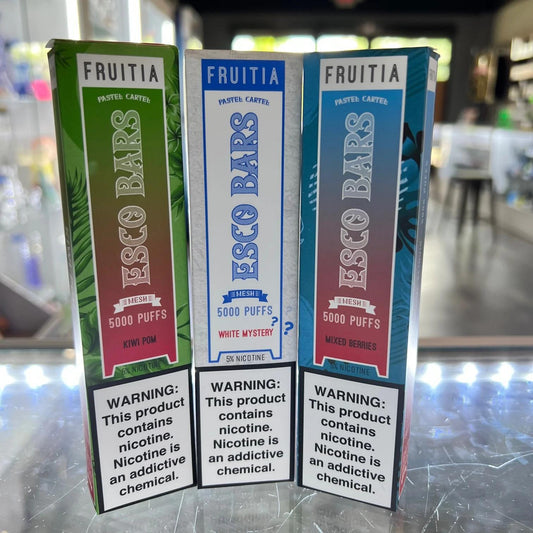 FRUITIA
PASTEL CARTEL
ESCO BARS
MESH
5000 PUFFS
KIWI POM
WARNING:
This product
contains
nicotine.
Nicotine is
an addictive
chemical.
FRUITIA
PASTEL CARTEL
ESCO BARS
MESH
5000 PUFFS
WHITE MYSTERY
? ?
5% NICOTINE
WARNING:
This product
contains
nicotine.
Nicotine is
an addictive
chemical.
FRUITIA
PASTEL CARTEL
ESCO BARS
MESH
5000 PUFFS
MIXED BERRIES
5% NICOTINE
WARNING:
This product
contains
nicotine.
Nicotine is
an addictive
chemical.